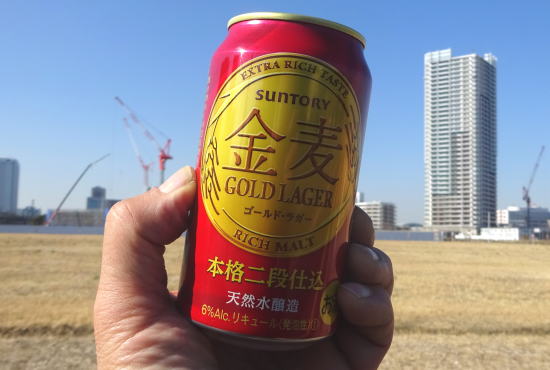 EXTRA RICH TASTE
SUNTORY
金麦
GOLD LAGER
ゴールド・ラガー
RICH MALT
本格二段仕込
天然水醸造
6%Alc. リキュール(発泡性)①
お